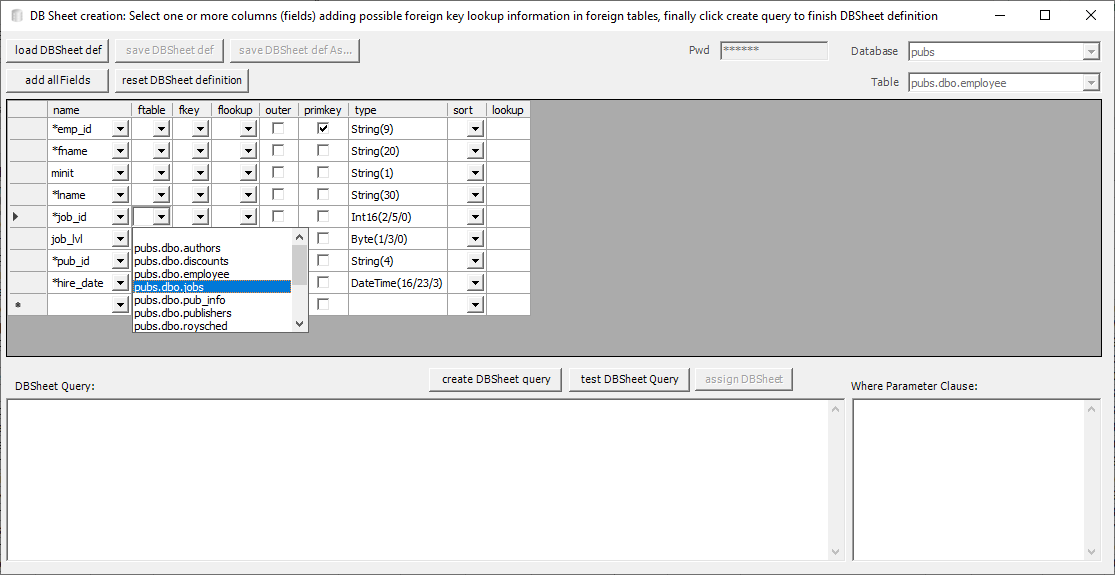 DB Sheet creation: Select one or more columns (fields) adding possible foreign key lookup information in foreign tables, finally click create query to finish DBSheet definition
load DBSheet def save DBSheet def save DBSheet def As... Pwd ****** Database pubs
add all Fields reset DBSheet definition Table pubs.dbo.employee
name ftable fkey flookup outer primkey type sort lookup
*emp_id String(9)
*fname String(20)
minit String(1)
*lname String(30)
*job_id Int16(2/5/0)
job_lvl Byte(1/3/0)
*pub_id String(4)
*hire_date DateTime(16/23/3)
*
pubs.dbo.authors
pubs.dbo.discounts
pubs.dbo.employee
pubs.dbo.jobs
pubs.dbo.pub_info
pubs.dbo.publishers
pubs.dbo.roysched
DBSheet Query: create DBSheet query test DBSheet Query assign DBSheet Where Parameter Clause: